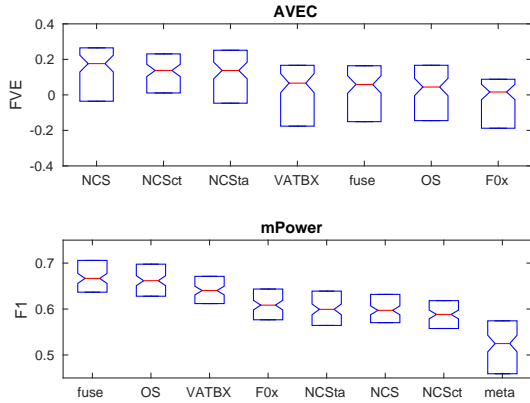 AVEC
0.4
0.2
0
-0.2
-0.4
FVE
NCS NCSct NCSta VATBX fuse OS F0x
mPower
0.7
0.6
0.5
F1
fuse OS VATBX F0x NCSta NCS NCSct meta